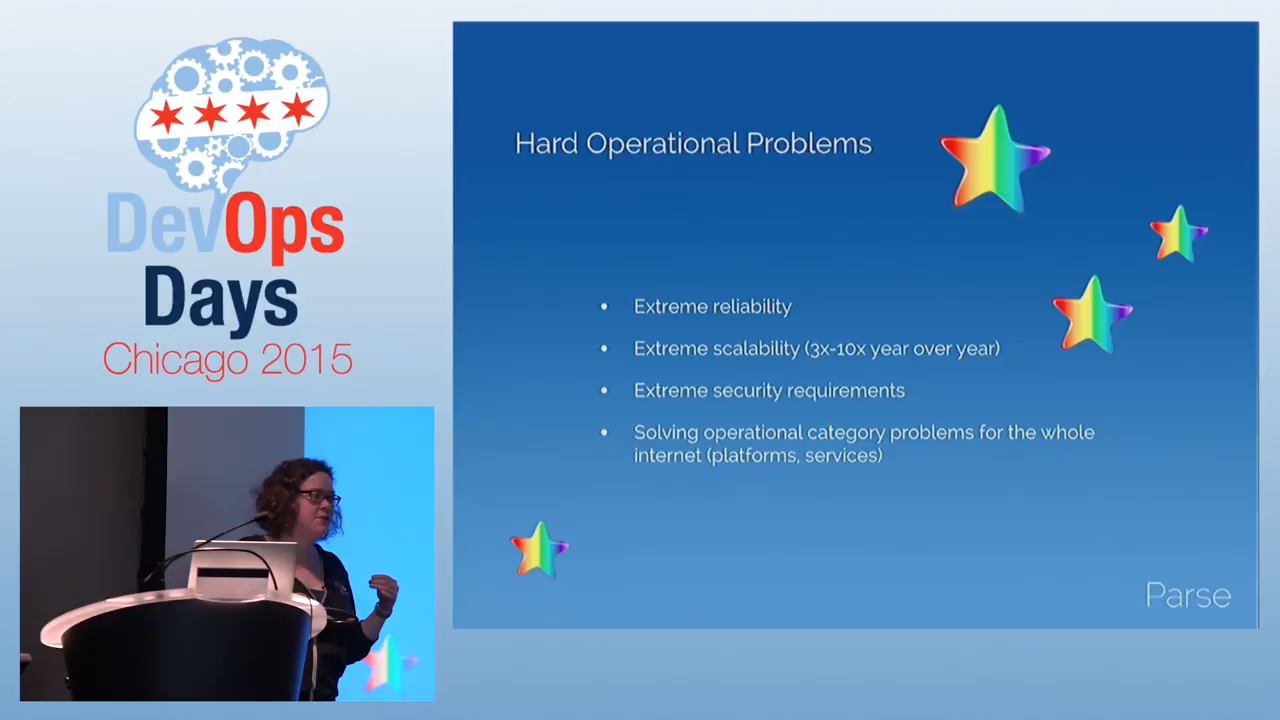 DevOps
Days
Chicago 2015
Hard Operational Problems
• Extreme reliability
• Extreme scalability (3x-10x year over year)
• Extreme security requirements
• Solving operational category problems for the whole
internet (platforms, services)
Parse